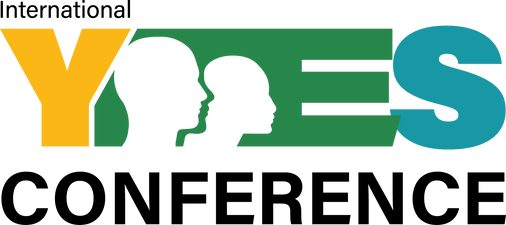 International
YES
CONFERENCE